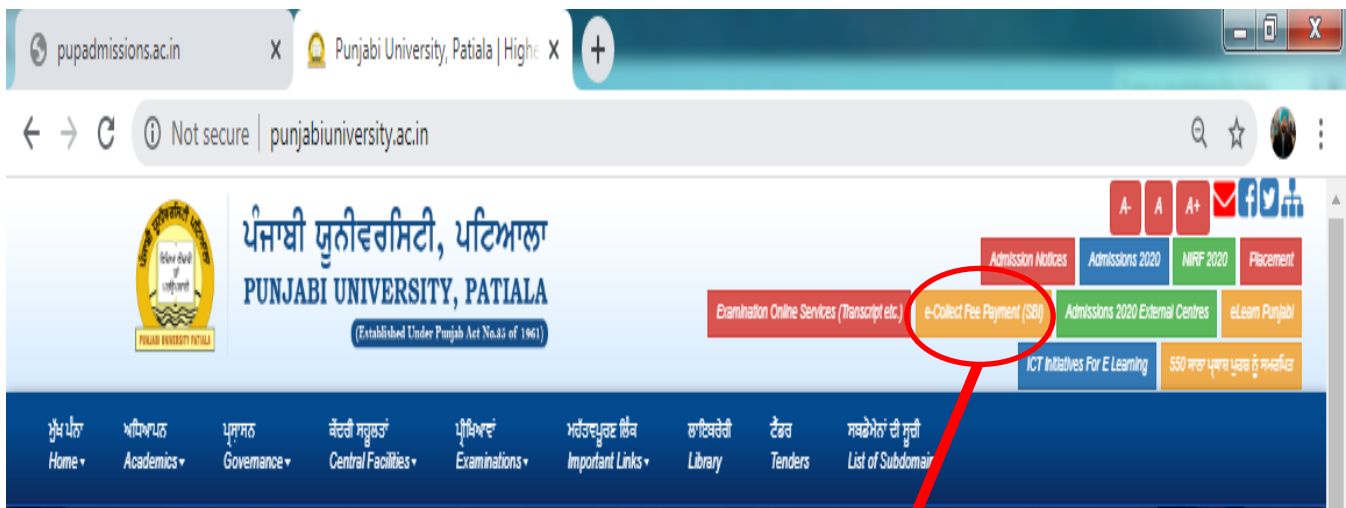 pupadmissions.ac.in
Punjabi University, Patiala | Highe
Not secure | punjabiuniversity.ac.in
A- A A+
ਪੰਜਾਬੀ ਯੂਨੀਵਰਸਿਟੀ, ਪਟਿਆਲਾ
PUNJABI UNIVERSITY, PATIALA
(Established Under Punjab Act No.35 of 1961)
PUNJABI UNIVERSITY PATIALA
Admission Notices Admissions 2020 NIRF 2020 Placement
Examination Online Services (Transcript etc.) e-Collect Fee Payment (SBI) Admissions 2020 External Centres eLearn Punjabi
ICT Initiatives For E Learning 550 ਸਾਲਾ ਪ੍ਰਕਾਸ਼ ਪੁਰਬ ਨੂੰ ਸਮਰਪਿਤ
ਮੁੱਖ ਪੰਨਾ ਅਧਿਆਪਨ ਪ੍ਰਸ਼ਾਸਨ ਕੇਂਦਰੀ ਸਹੂਲਤਾਂ ਪ੍ਰੀਖਿਆਵਾਂ ਮਹੱਤਵਪੂਰਣ ਲਿੰਕ ਲਾਇਬਰੇਰੀ ਟੈਂਡਰ ਸਬਡੋਮੇਨਾਂ ਦੀ ਸੂਚੀ
Home Academics Governance Central Facilities Examinations Important Links Library Tenders List of Subdomain